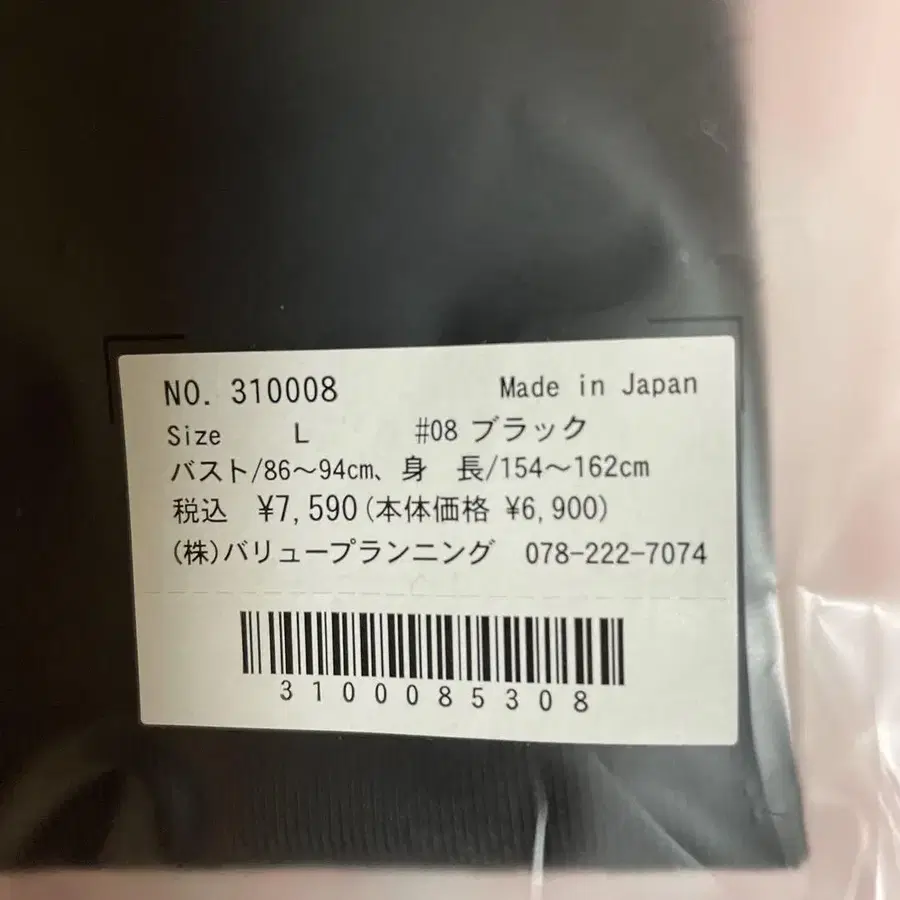 NO. 310008 Made in Japan
Size L #08 ブラック
バスト/86～94cm、身 長/154～162cm
税込 ¥7,590(本体価格 ¥6,900)
(株)バリュープランニング 078-222-7074
3100085308